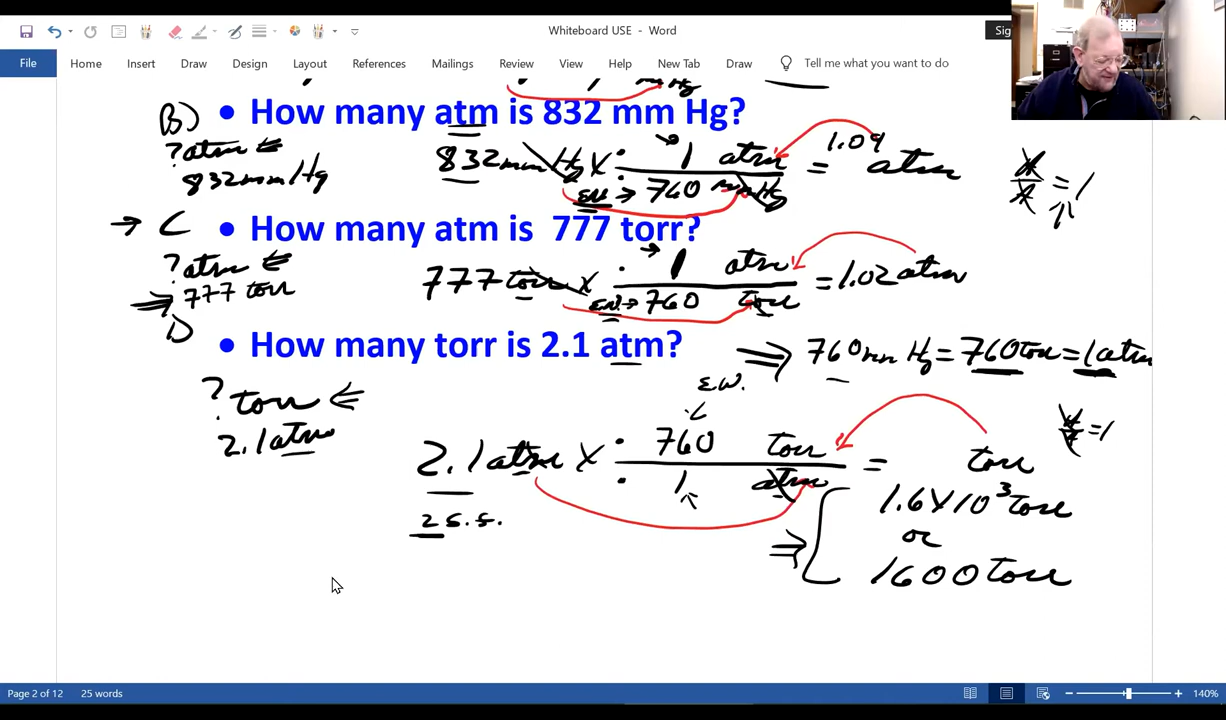 Whiteboard USE - Word
Sig
File Home Insert Draw Design Layout References Mailings Review View Help New Tab Draw Tell me what you want to do
mm Hg
B) • How many atm is 832 mm Hg?
? atm
832 mm Hg
832 mm Hg x 1 atm = 1.09 atm
E.N. → 760 mm Hg
x/x = 1
→ C • How many atm is 777 torr?
? atm
777 torr
777 torr x 1 atm = 1.02 atm
E.N. → 760 torr
D • How many torr is 2.1 atm?
760 mm Hg = 760 torr = 1 atm
? torr
2.1 atm
E.N.
2.1 atm x 760 torr = torr
1 atm
x/x = 1
2 S.F.
1.6 x 10³ torr
or
1600 torr
Page 2 of 12 25 words 140%